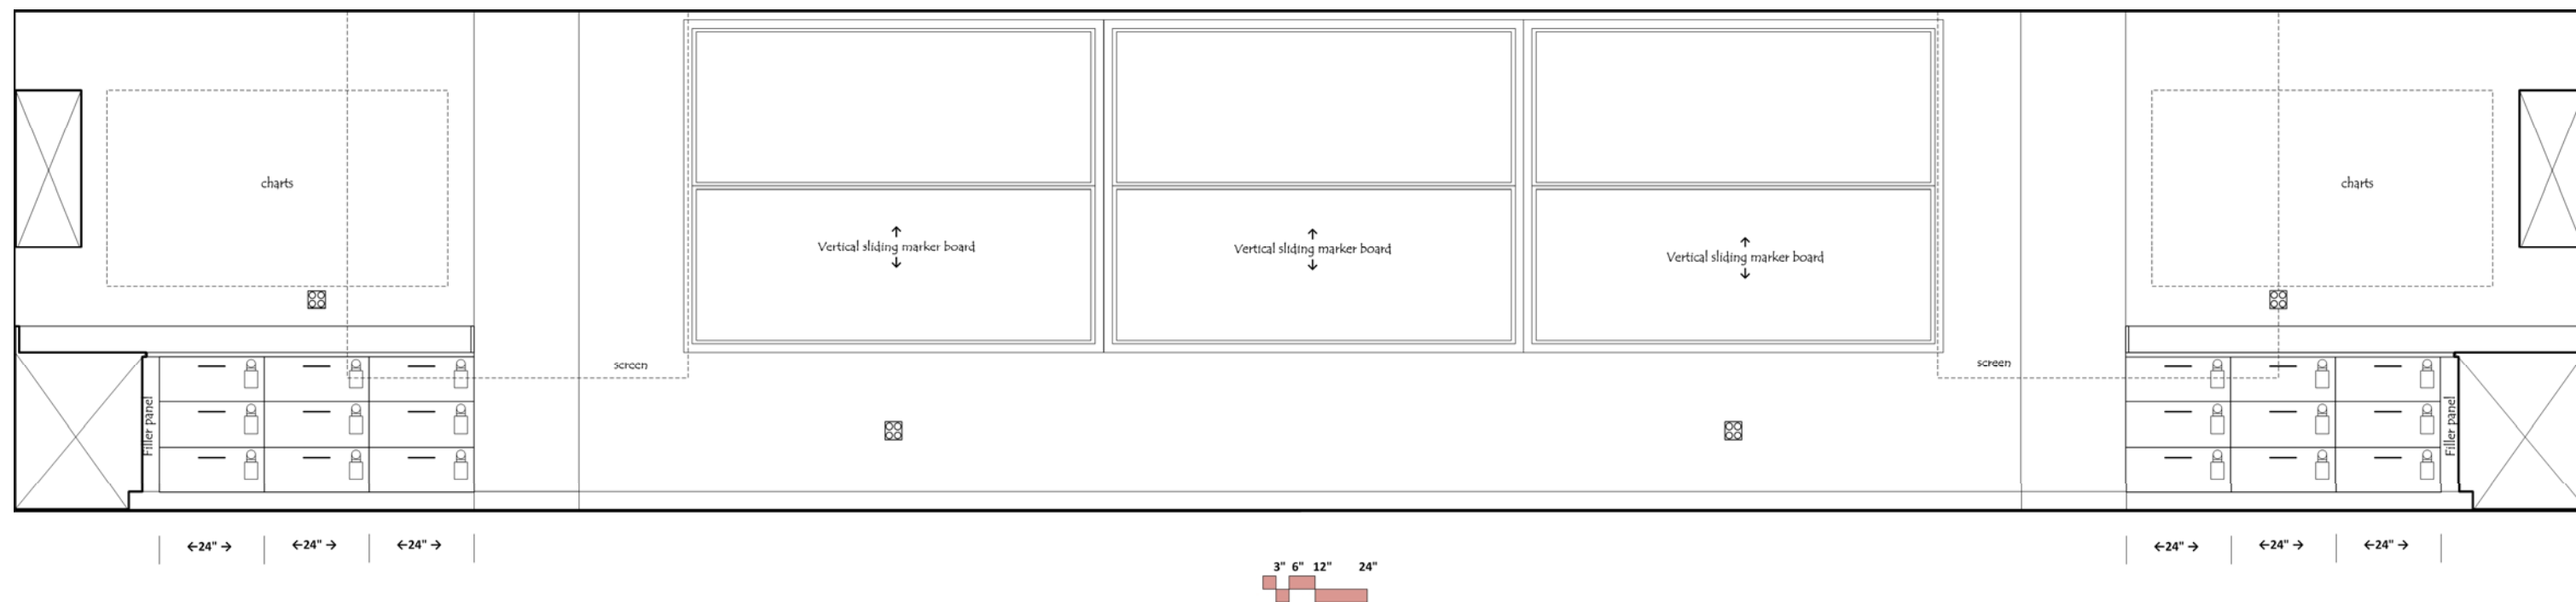 charts
charts
Vertical sliding marker board
Vertical sliding marker board
Vertical sliding marker board
screen
screen
Filler panel
Filler panel
←24" →
←24" →
←24" →
←24" →
←24" →
←24" →
3" 6" 12" 24"